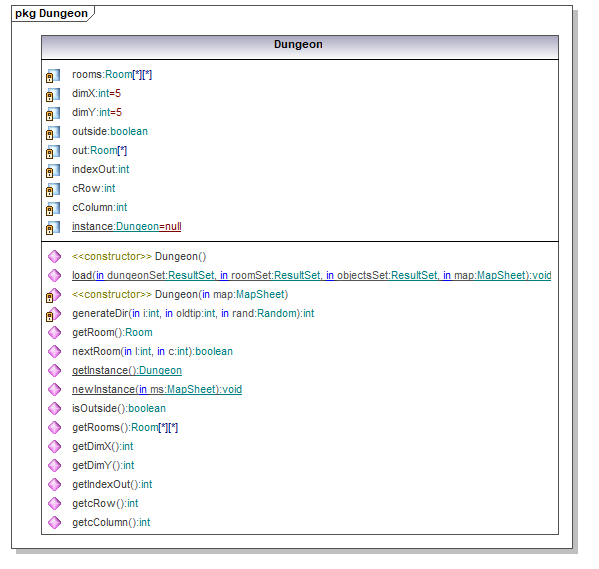 pkg Dungeon
Dungeon
rooms:Room[*][*]
dimX:int=5
dimY:int=5
outside:boolean
out:Room[*]
indexOut:int
cRow:int
cColumn:int
instance:Dungeon=null
<<constructor>> Dungeon()
load(in dungeonSet:ResultSet, in roomSet:ResultSet, in objectsSet:ResultSet, in map:MapSheet):void
<<constructor>> Dungeon(in map:MapSheet)
generateDir(in i:int, in oldtip:int, in rand:Random):int
getRoom():Room
nextRoom(in l:int, in c:int):boolean
getInstance():Dungeon
newInstance(in ms:MapSheet):void
isOutside():boolean
getRooms():Room[*][*]
getDimX():int
getDimY():int
getIndexOut():int
getcRow():int
getcColumn():int